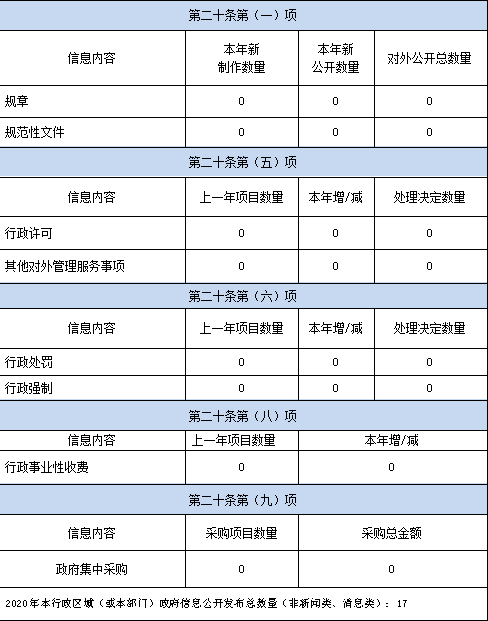 第二十条第（一）项
信息内容 本年新制作数量 本年新公开数量 对外公开总数量
规章 0 0 0
规范性文件 0 0 0
第二十条第（五）项
信息内容 上一年项目数量 本年增/减 处理决定数量
行政许可 0 0 0
其他对外管理服务事项 0 0 0
第二十条第（六）项
信息内容 上一年项目数量 本年增/减 处理决定数量
行政处罚 0 0 0
行政强制 0 0 0
第二十条第（八）项
信息内容 上一年项目数量 本年增/减
行政事业性收费 0 0
第二十条第（九）项
信息内容 采购项目数量 采购总金额
政府集中采购 0 0
2020年本行政区域（或本部门）政府信息公开发布总数量（非新闻类、消息类）：17